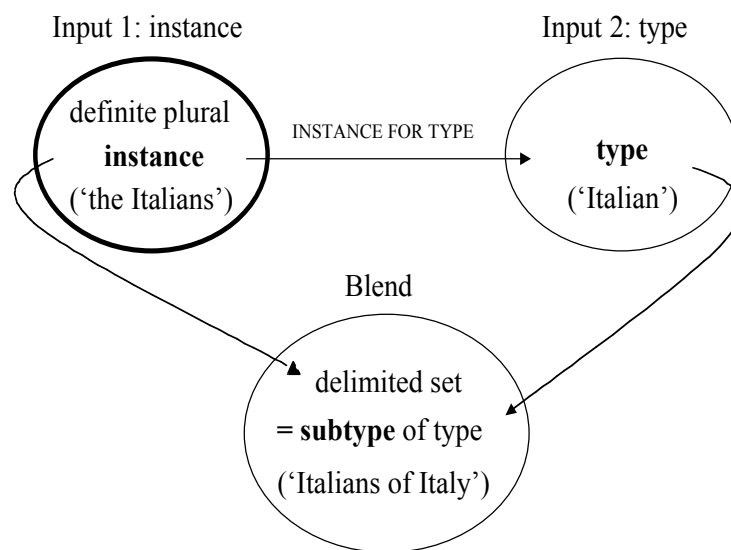 Input 1: instance
Input 2: type
definite plural
instance
(‘the Italians’)
INSTANCE FOR TYPE
type
(‘Italian’)
Blend
delimited set
= subtype of type
(‘Italians of Italy’)